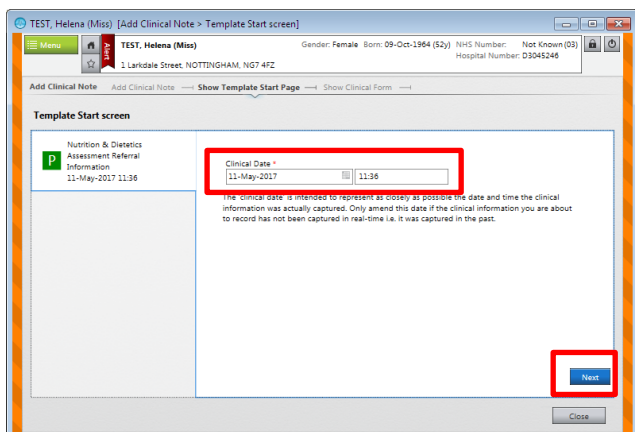 TEST, Helena (Miss) [Add Clinical Note > Template Start screen]
Menu
Alert
TEST, Helena (Miss)
Gender: Female Born: 09-Oct-1964 (52y) NHS Number: Not Known (03)
Hospital Number: D3045246
1 Larkdale Street, NOTTINGHAM, NG7 4FZ
Add Clinical Note Add Clinical Note Show Template Start Page Show Clinical Form
Template Start screen
P
Nutrition & Dietetics
Assessment Referral
Information
11-May-2017 11:36
Clinical Date *
11-May-2017 11:36
The 'clinical date' is intended to represent as closely as possible the date and time the clinical
information was actually captured. Only amend this date if the clinical information you are about
to record has not been captured in real-time i.e. it was captured in the past.
Next
Close